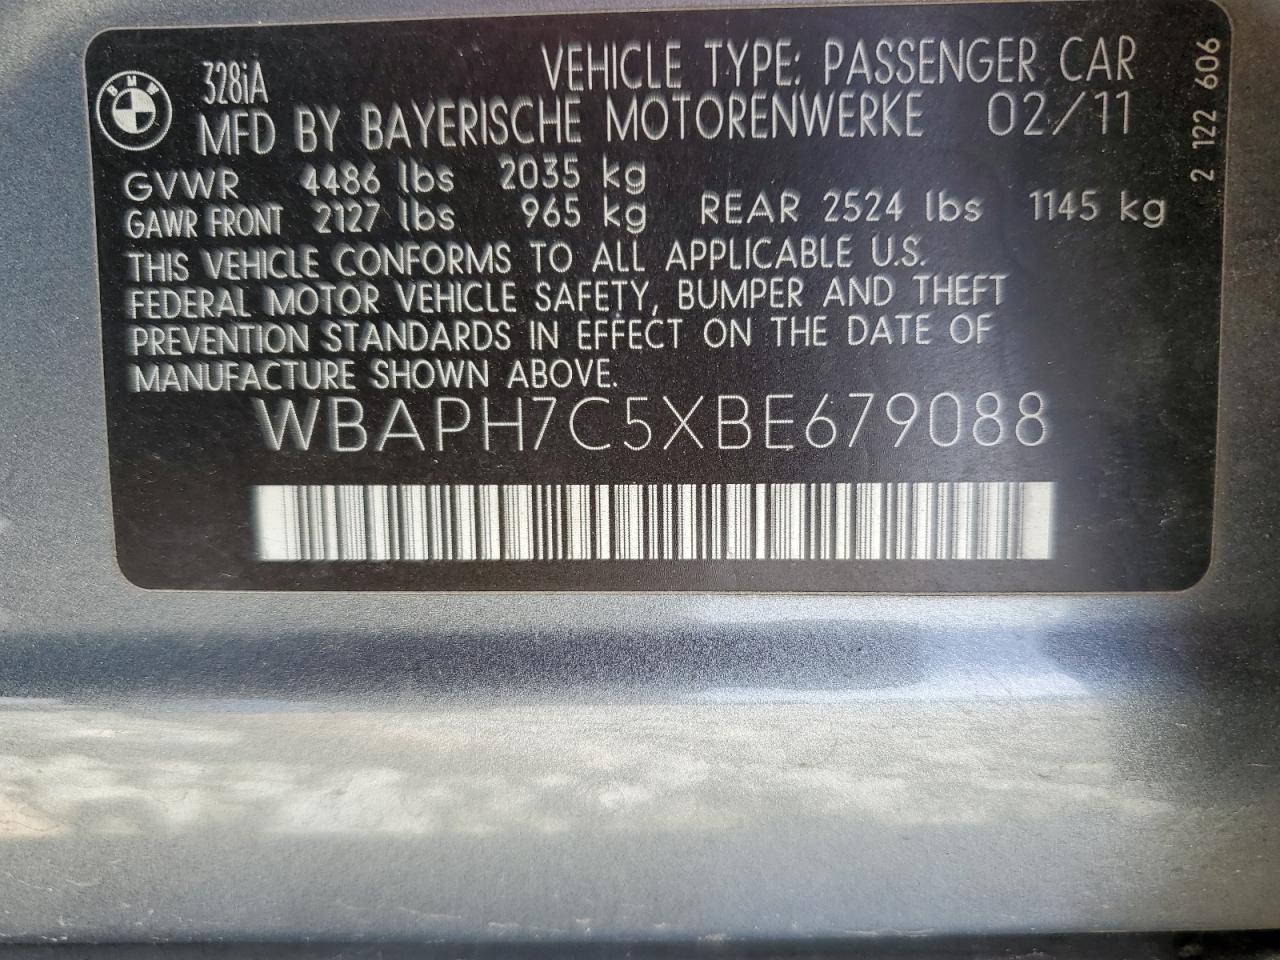 BMW
328iA
VEHICLE TYPE: PASSENGER CAR
MFD BY BAYERISCHE MOTORENWERKE 02/11
GVWR 4486 lbs 2035 kg
GAWR FRONT 2127 lbs 965 kg REAR 2524 lbs 1145 kg
THIS VEHICLE CONFORMS TO ALL APPLICABLE U.S.
FEDERAL MOTOR VEHICLE SAFETY, BUMPER AND THEFT
PREVENTION STANDARDS IN EFFECT ON THE DATE OF
MANUFACTURE SHOWN ABOVE.
WBAPH7C5XBE679088
2 122 606